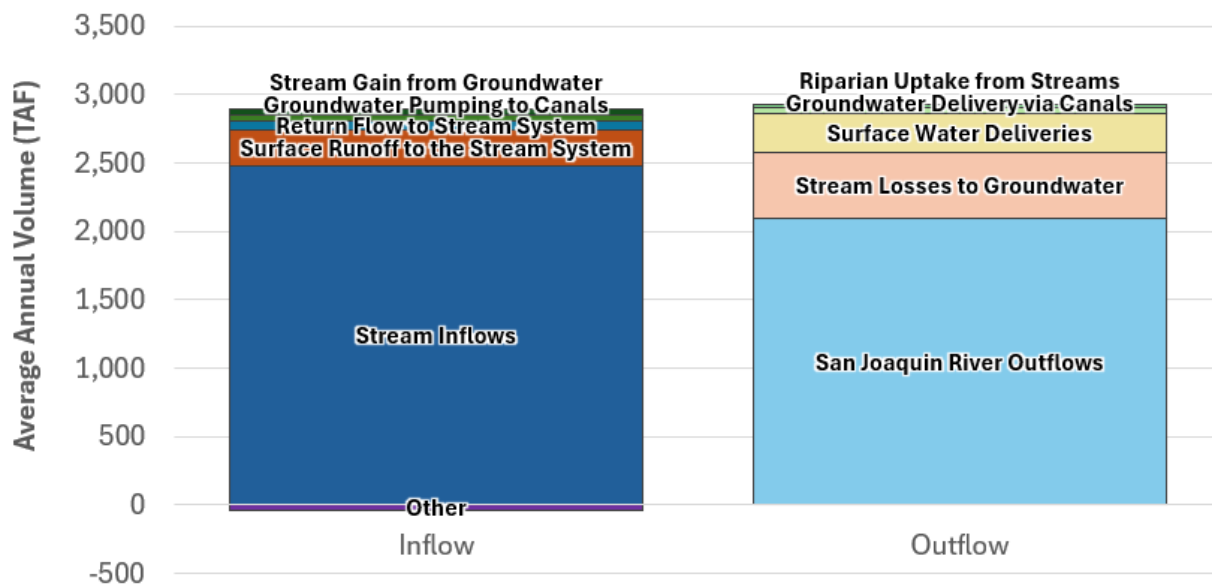 Average Annual Volume (TAF)
3,500
3,000
2,500
2,000
1,500
1,000
500
0
-500
Stream Gain from Groundwater
Groundwater Pumping to Canals
Return Flow to Stream System
Surface Runoff to the Stream System
Stream Inflows
Other
Inflow
Riparian Uptake from Streams
Groundwater Delivery via Canals
Surface Water Deliveries
Stream Losses to Groundwater
San Joaquin River Outflows
Outflow